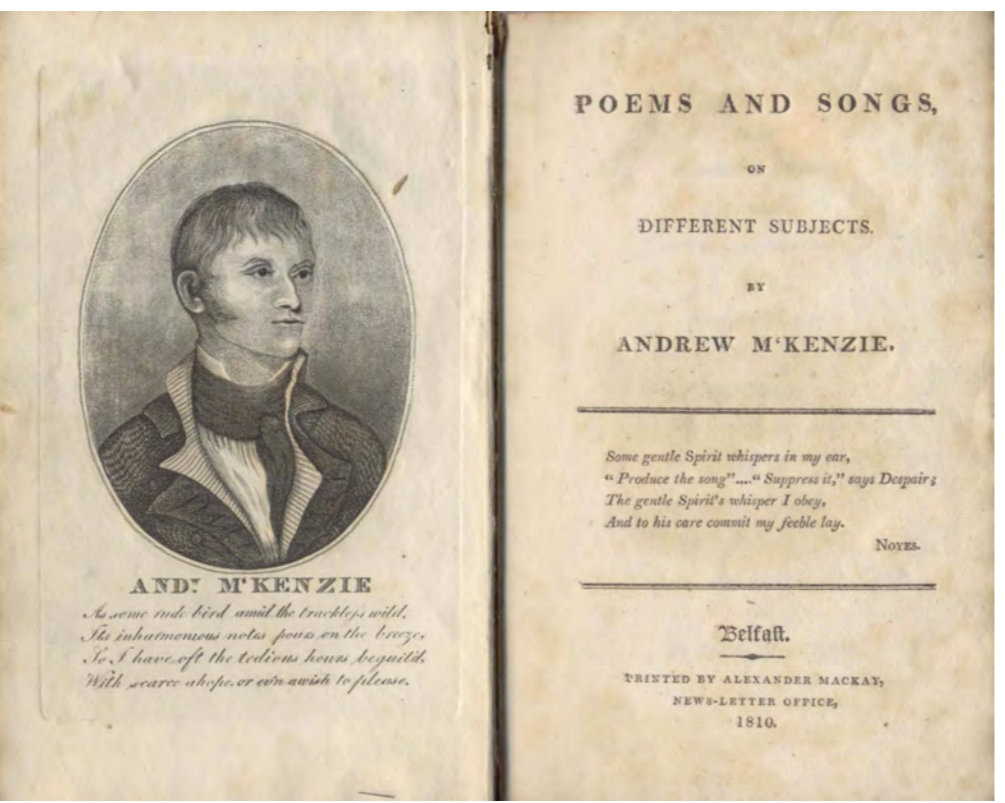 AND.Y M‘KENZIE
As some rude bird amid the trackless wild,
Its inharmonious notes pours on the breeze,
So I have oft the tedious hours beguil'd,
With scarce a hope, or e'en a wish to please.
POEMS AND SONGS,
ON
DIFFERENT SUBJECTS.
BY
ANDREW M‘KENZIE.
Some gentle Spirit whispers in my ear,
“ Produce the song”....“ Suppress it,” says Despair;
The gentle Spirit's whisper I obey,
And to his care commit my feeble lay.
NOYES.
Belfast.
PRINTED BY ALEXANDER MACKAY,
NEWS-LETTER OFFICE,
1810.